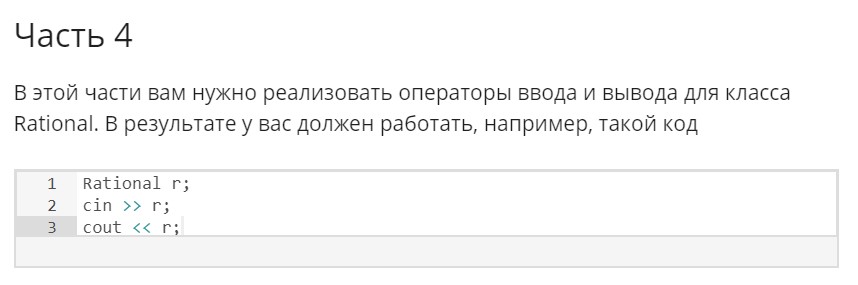 Часть 4
В этой части вам нужно реализовать операторы ввода и вывода для класса
Rational. В результате у вас должен работать, например, такой код
1 Rational r;
2 cin >> r;
3 cout << r;